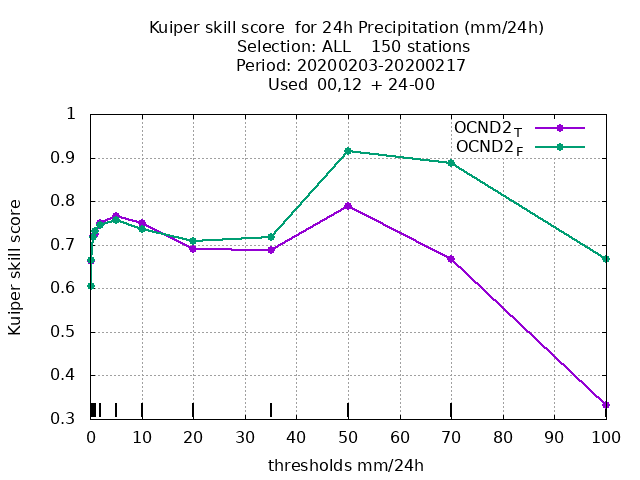 Kuiper skill score  for 24h Precipitation (mm/24h)
Selection: ALL    150 stations
Period: 20200203-20200217
Used  00,12  + 24-00
OCND2T
OCND2F
Kuiper skill score
1
0.9
0.8
0.7
0.6
0.5
0.4
0.3
0 10 20 30 40 50 60 70 80 90 100
thresholds mm/24h